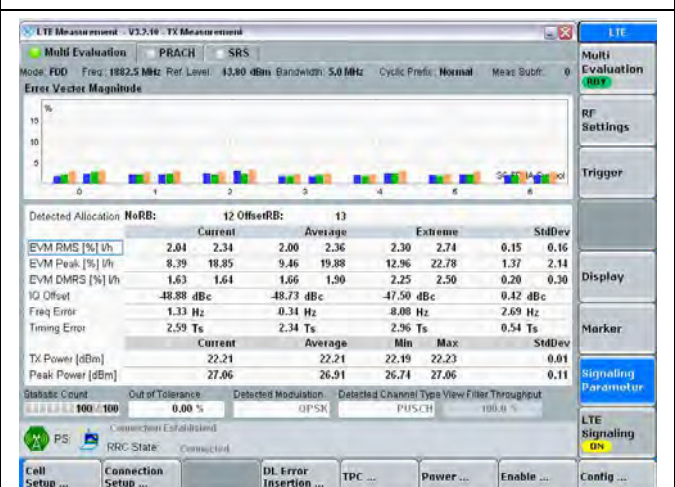 LTE Measurement - V3.2.10 - TX Measurement
LTE
Multi Evaluation PRACH SRS
Mode: FDD Freq.: 1882.5 MHz Ref. Level: 13.80 dBm Bandwidth: 5.0 MHz Cyclic Prefix: Normal Meas Subfr.: 0
Error Vector Magnitude
%
15
10
5
0 1 2 3 4 5 6
Detected Allocation NoRB: 12 OffsetRB: 13
Current Average Extreme StdDev
EVM RMS [%] l/h 2.04 2.34 2.00 2.36 2.30 2.74 0.15 0.16
EVM Peak [%] l/h 8.39 18.85 9.46 19.88 12.96 22.78 1.37 2.14
EVM DMRS [%] l/h 1.63 1.64 1.66 1.90 2.25 2.50 0.20 0.30
IQ Offset -48.88 dBc -48.73 dBc -47.50 dBc 0.42 dBc
Freq Error 1.33 Hz 0.34 Hz 8.08 Hz 2.69 Hz
Timing Error 2.59 Ts 2.34 Ts 2.96 Ts 0.54 Ts
Current Average Min Max StdDev
TX Power [dBm] 22.21 22.21 22.19 22.23 0.01
Peak Power [dBm] 27.06 26.91 26.74 27.06 0.11
Statistic Count Out of Tolerance Detected Modulation Detected Channel Type View Filter Throughput
100 / 100 0.00 % QPSK PUSCH 100.0 %
PS Connection Established
RRC State: Connected
Multi Evaluation
RDY
RF Settings
Trigger
Display
Marker
Signaling Parameter
LTE Signaling
ON
Cell Setup ... Connection Setup ... DL Error Insertion ... TPC ... Power ... Enable ... Config ...